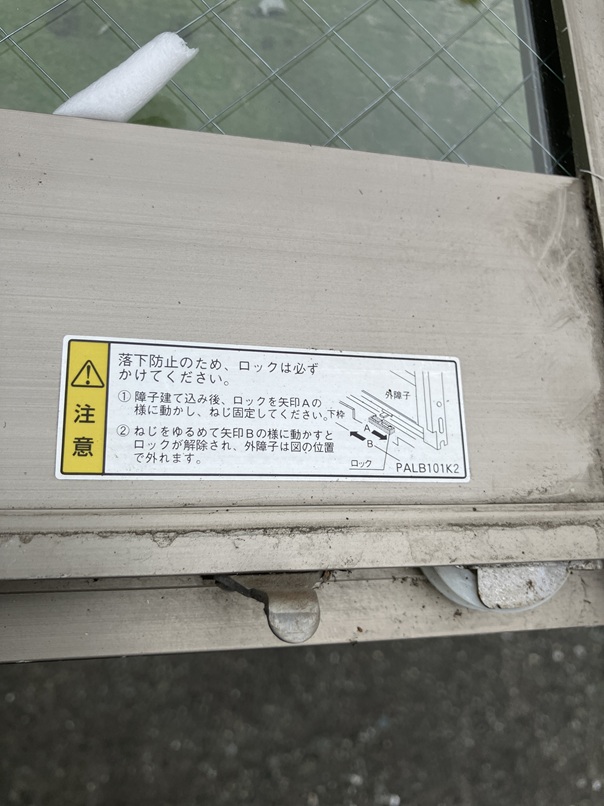 注意
落下防止のため、ロックは必ず
かけてください。
① 障子建て込み後、ロックを矢印Aの
様に動かし、ねじ固定してください。
② ねじをゆるめて矢印Bの様に動かすと
ロックが解除され、外障子は図の位置
で外れます。
外障子
下枠
A
B
ロック
PALB101K2